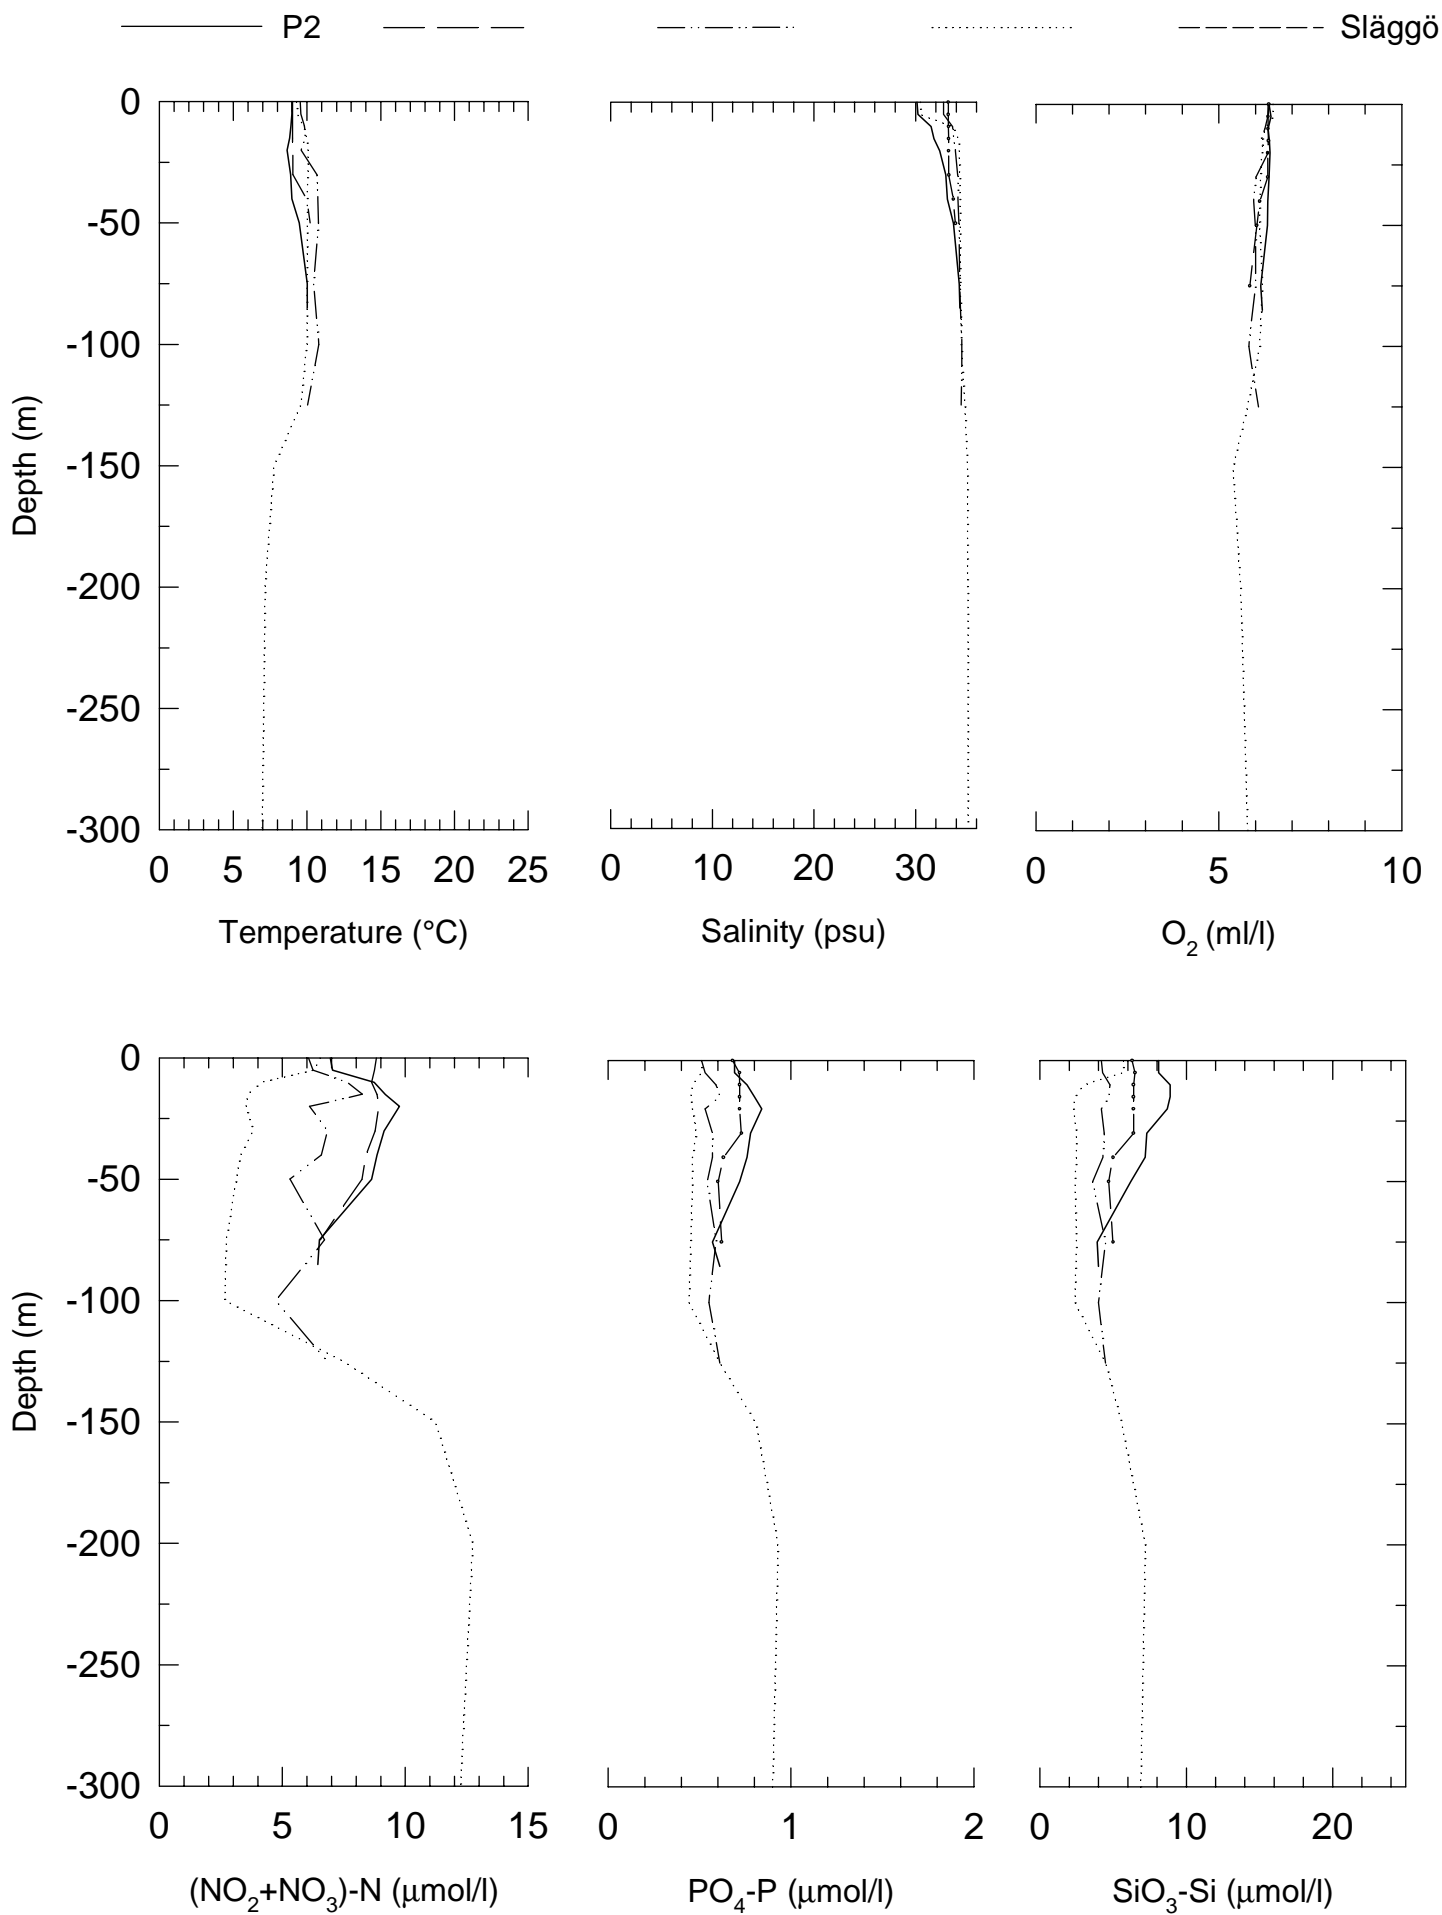 P2 Släggö
0
-50
-100
-150
-200
-250
-300
Depth (m)
0 5 10 15 20 25
Temperature (°C)
0 10 20 30
Salinity (psu)
0 5 10
O2 (ml/l)
0
-50
-100
-150
-200
-250
-300
Depth (m)
0 5 10 15
(NO2+NO3)-N (μmol/l)
0 1 2
PO4-P (μmol/l)
0 10 20
SiO3-Si (μmol/l)